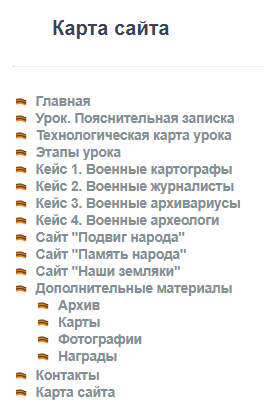 Карта сайта
Главная
Урок. Пояснительная записка
Технологическая карта урока
Этапы урока
Кейс 1. Военные картографы
Кейс 2. Военные журналисты
Кейс 3. Военные архивариусы
Кейс 4. Военные археологи
Сайт "Подвиг народа"
Сайт "Память народа"
Сайт "Наши земляки"
Дополнительные материалы
Архив
Карты
Фотографии
Награды
Контакты
Карта сайта